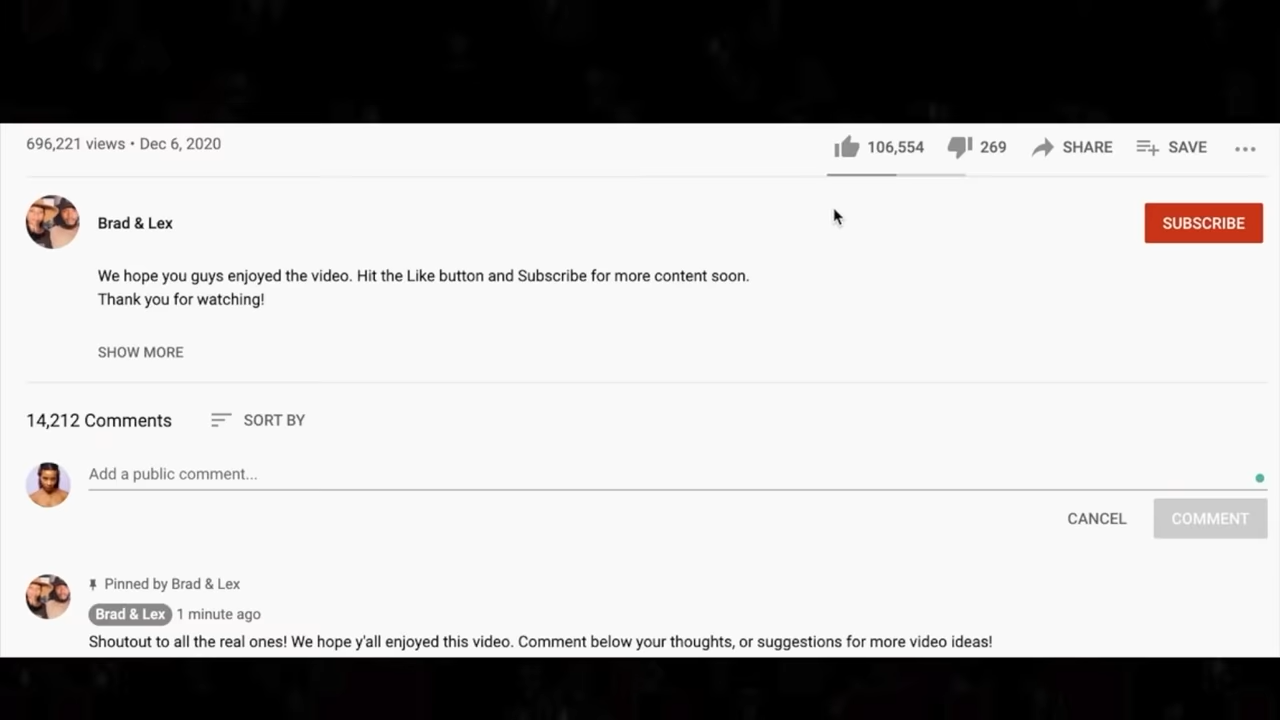 696,221 views • Dec 6, 2020
106,554 269 SHARE SAVE
Brad & Lex
SUBSCRIBE
We hope you guys enjoyed the video. Hit the Like button and Subscribe for more content soon.
Thank you for watching!
SHOW MORE
14,212 Comments SORT BY
Add a public comment...
CANCEL COMMENT
Pinned by Brad & Lex
Brad & Lex 1 minute ago
Shoutout to all the real ones! We hope y'all enjoyed this video. Comment below your thoughts, or suggestions for more video ideas!